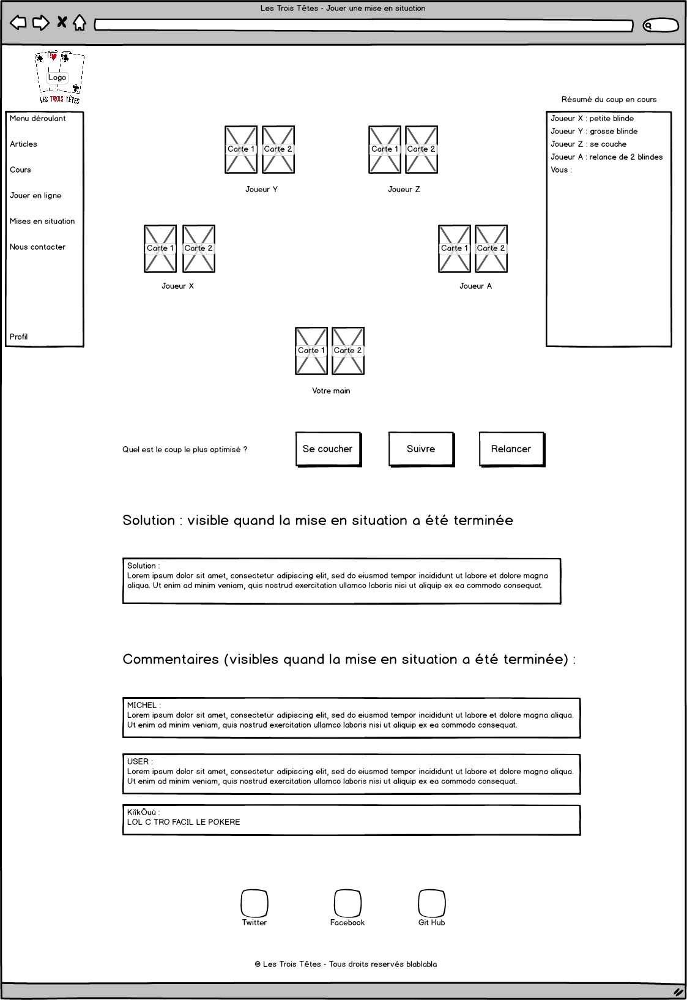 Les Trois Têtes - Jouer une mise en situation
Logo
LES TROIS TÊTES
Menu déroulant
Articles
Cours
Jouer en ligne
Mises en situation
Nous contacter
Profil
Carte 1
Carte 2
Joueur Y
Carte 1
Carte 2
Joueur Z
Carte 1
Carte 2
Joueur X
Carte 1
Carte 2
Joueur A
Carte 1
Carte 2
Votre main
Résumé du coup en cours
Joueur X : petite blinde
Joueur Y : grosse blinde
Joueur Z : se couche
Joueur A : relance de 2 blindes
Vous :
Quel est le coup le plus optimisé ?
Se coucher
Suivre
Relancer
Solution : visible quand la mise en situation a été terminée
Solution :
Lorem ipsum dolor sit amet, consectetur adipiscing elit, sed do eiusmod tempor incididunt ut labore et dolore magna
aliqua. Ut enim ad minim veniam, quis nostrud exercitation ullamco laboris nisi ut aliquip ex ea commodo consequat.
Commentaires (visibles quand la mise en situation a été terminée) :
MICHEL :
Lorem ipsum dolor sit amet, consectetur adipiscing elit, sed do eiusmod tempor incididunt ut labore et dolore magna aliqua.
Ut enim ad minim veniam, quis nostrud exercitation ullamco laboris nisi ut aliquip ex ea commodo consequat.
USER :
Lorem ipsum dolor sit amet, consectetur adipiscing elit, sed do eiusmod tempor incididunt ut labore et dolore magna aliqua.
Ut enim ad minim veniam, quis nostrud exercitation ullamco laboris nisi ut aliquip ex ea commodo consequat.
KiîkÖuù :
LOL C TRO FACIL LE POKERE
Twitter
Facebook
Git Hub
© Les Trois Têtes - Tous droits reservés blablabla